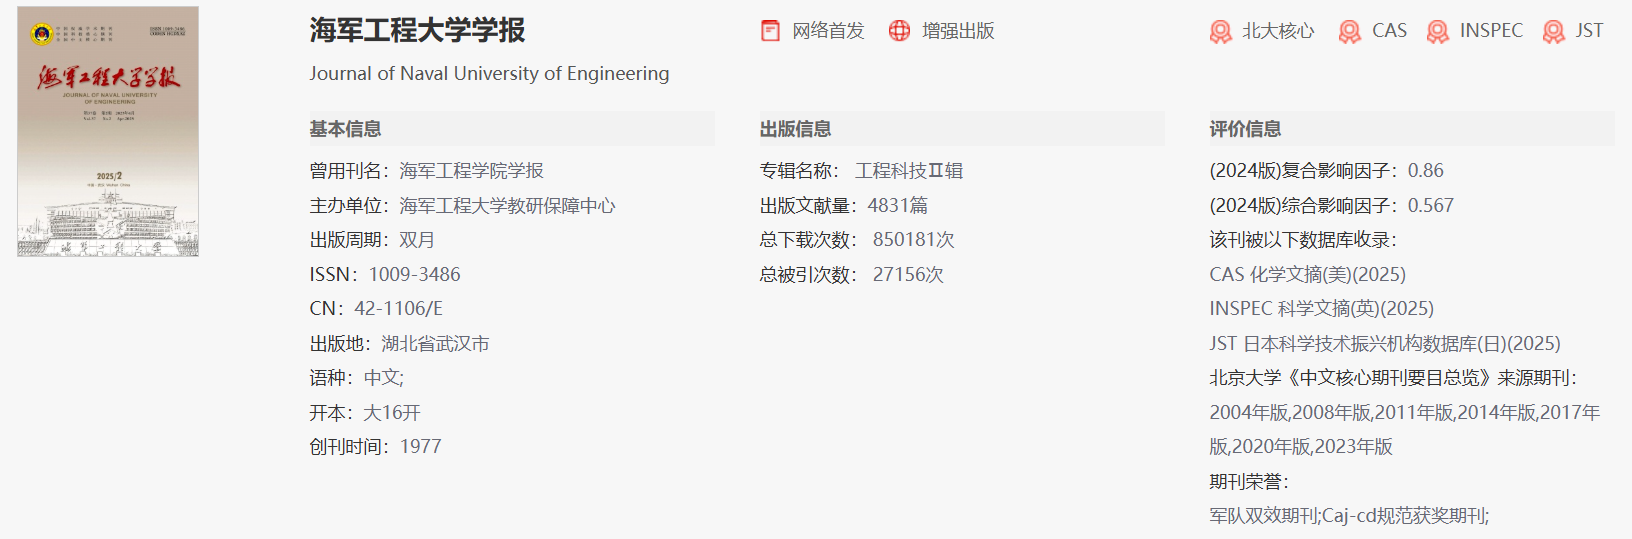 海军工程大学学报
JOURNAL OF NAVAL UNIVERSITY
OF ENGINEERING
2025/2
海军工程大学学报
Journal of Naval University of Engineering
网络首发
增强出版
北大核心
CAS
INSPEC
JST
基本信息
曾用刊名：海军工程学院学报
主办单位：海军工程大学教研保障中心
出版周期：双月
ISSN：1009-3486
CN：42-1106/E
出版地：湖北省武汉市
语种：中文;
开本：大16开
创刊时间：1977
出版信息
专辑名称： 工程科技Ⅱ辑
出版文献量：4831篇
总下载次数： 850181次
总被引次数： 27156次
评价信息
(2024版)复合影响因子：0.86
(2024版)综合影响因子：0.567
该刊被以下数据库收录：
CAS 化学文摘(美)(2025)
INSPEC 科学文摘(英)(2025)
JST 日本科学技术振兴机构数据库(日)(2025)
北京大学《中文核心期刊要目总览》来源期刊：
2004年版,2008年版,2011年版,2014年版,2017年
版,2020年版,2023年版
期刊荣誉：
军队双效期刊;Caj-cd规范获奖期刊;